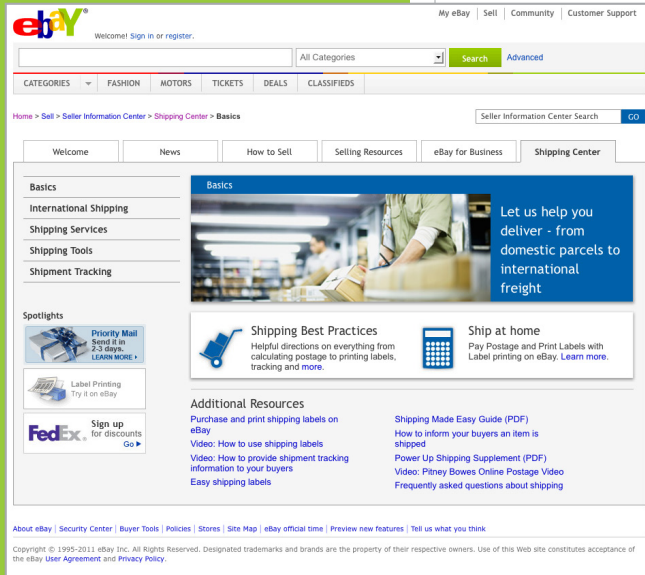 My eBay Sell Community Customer Support
ebay®
Welcome! Sign in or register.
All Categories Search Advanced
CATEGORIES FASHION MOTORS TICKETS DEALS CLASSIFIEDS
Home > Sell > Seller Information Center > Shipping Center > Basics
Seller Information Center Search GO
Welcome News How to Sell Selling Resources eBay for Business Shipping Center
Basics
International Shipping
Shipping Services
Shipping Tools
Shipment Tracking
Spotlights
Priority Mail
Send it in
2-3 days.
LEARN MORE
Label Printing
Try it on eBay
FedEx®
Sign up
for discounts
Go
Basics
Let us help you
deliver - from
domestic parcels to
international
freight
Shipping Best Practices
Helpful directions on everything from
calculating postage to printing labels,
tracking and more.
Ship at home
Pay Postage and Print Labels with
Label printing on eBay. Learn more.
Additional Resources
Purchase and print shipping labels on
eBay
Video: How to use shipping labels
Video: How to provide shipment tracking
information to your buyers
Easy shipping labels
Shipping Made Easy Guide (PDF)
How to inform your buyers an item is
shipped
Power Up Shipping Supplement (PDF)
Video: Pitney Bowes Online Postage Video
Frequently asked questions about shipping
About eBay | Security Center | Buyer Tools | Policies | Stores | Site Map | eBay official time | Preview new features | Tell us what you think
Copyright © 1995-2011 eBay Inc. All Rights Reserved. Designated trademarks and brands are the property of their respective owners. Use of this Web site constitutes acceptance of
the eBay User Agreement and Privacy Policy.